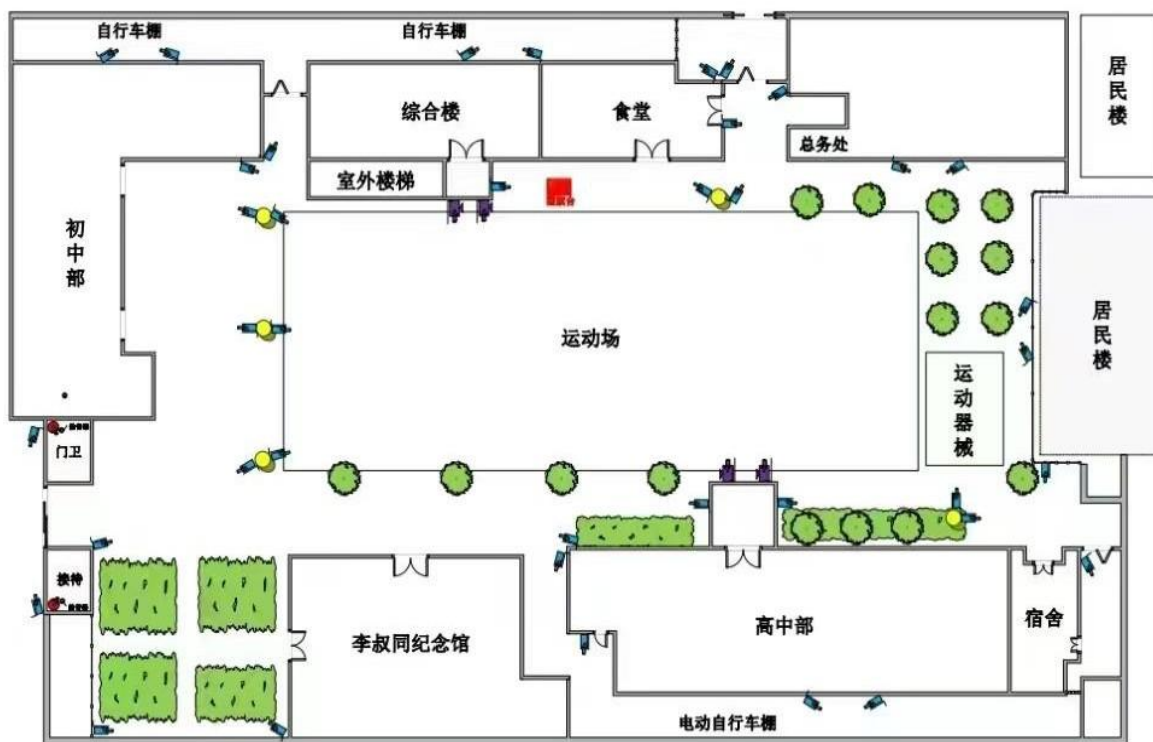 自行车棚
自行车棚
居民楼
综合楼
食堂
总务处
室外楼梯
初中部
运动场
居民楼
运动器械
门卫
接待
李叔同纪念馆
高中部
宿舍
电动自行车棚